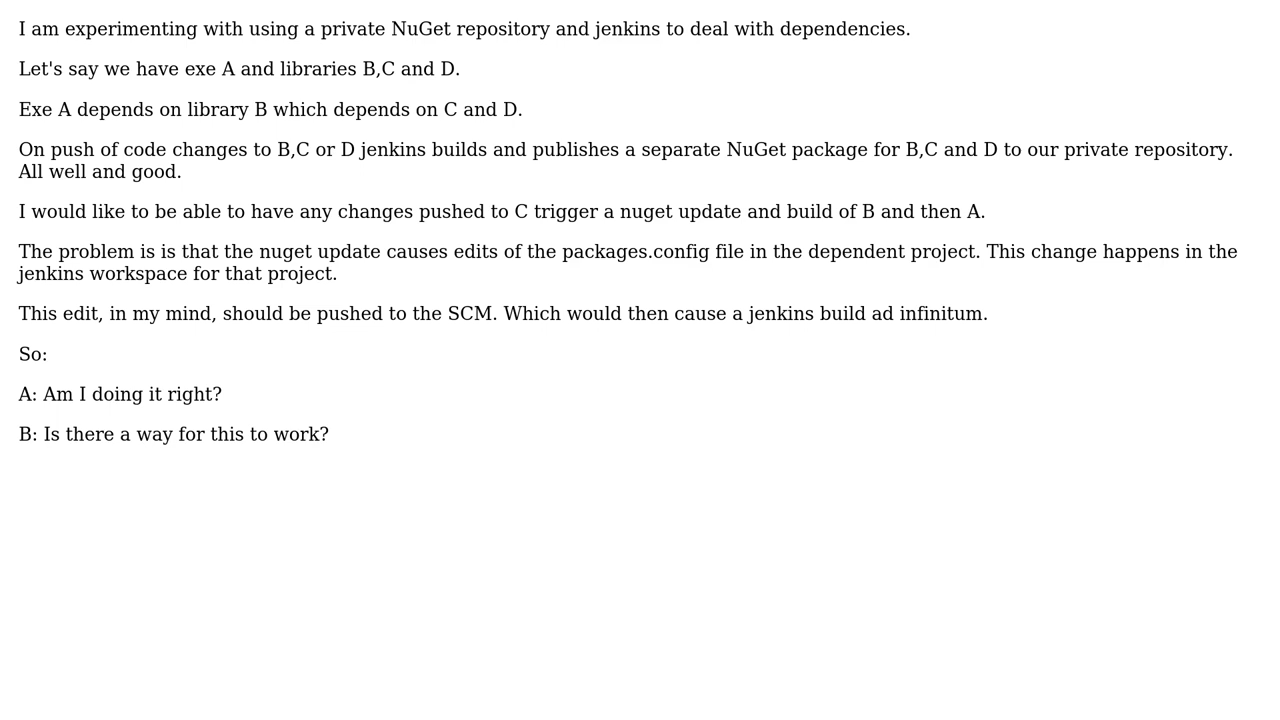 I am experimenting with using a private NuGet repository and jenkins to deal with dependencies.
Let's say we have exe A and libraries B,C and D.
Exe A depends on library B which depends on C and D.
On push of code changes to B,C or D jenkins builds and publishes a separate NuGet package for B,C and D to our private repository.
All well and good.
I would like to be able to have any changes pushed to C trigger a nuget update and build of B and then A.
The problem is is that the nuget update causes edits of the packages.config file in the dependent project. This change happens in the
jenkins workspace for that project.
This edit, in my mind, should be pushed to the SCM. Which would then cause a jenkins build ad infinitum.
So:
A: Am I doing it right?
B: Is there a way for this to work?